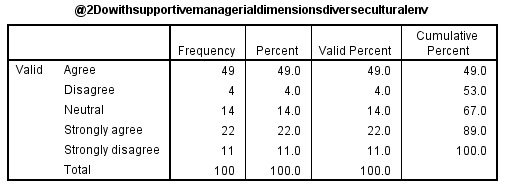 @2Dowithsupportivemanagerialdimensionsdiverseculturalenv
Frequency Percent Valid Percent Cumulative Percent
Valid Agree 49 49.0 49.0 49.0
Disagree 4 4.0 4.0 53.0
Neutral 14 14.0 14.0 67.0
Strongly agree 22 22.0 22.0 89.0
Strongly disagree 11 11.0 11.0 100.0
Total 100 100.0 100.0